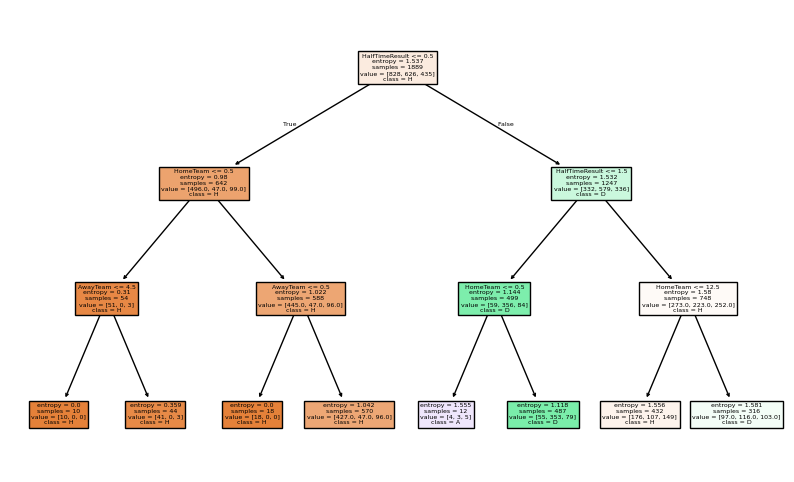 HalfTimeResult <= 0.5
entropy = 1.537
samples = 1889
value = [828, 626, 435]
class = H
True
False
HomeTeam <= 0.5
entropy = 0.98
samples = 642
value = [496.0, 47.0, 99.0]
class = H
HalfTimeResult <= 1.5
entropy = 1.532
samples = 1247
value = [332, 579, 336]
class = D
AwayTeam <= 4.5
entropy = 0.31
samples = 54
value = [51, 0, 3]
class = H
AwayTeam <= 0.5
entropy = 1.022
samples = 588
value = [445.0, 47.0, 96.0]
class = H
HomeTeam <= 0.5
entropy = 1.144
samples = 499
value = [59, 356, 84]
class = D
HomeTeam <= 12.5
entropy = 1.58
samples = 748
value = [273.0, 223.0, 252.0]
class = H
entropy = 0.0
samples = 10
value = [10, 0, 0]
class = H
entropy = 0.359
samples = 44
value = [41, 0, 3]
class = H
entropy = 0.0
samples = 18
value = [18, 0, 0]
class = H
entropy = 1.042
samples = 570
value = [427.0, 47.0, 96.0]
class = H
entropy = 1.555
samples = 12
value = [4, 3, 5]
class = A
entropy = 1.118
samples = 487
value = [55, 353, 79]
class = D
entropy = 1.556
samples = 432
value = [176, 107, 149]
class = H
entropy = 1.581
samples = 316
value = [97.0, 116.0, 103.0]
class = D